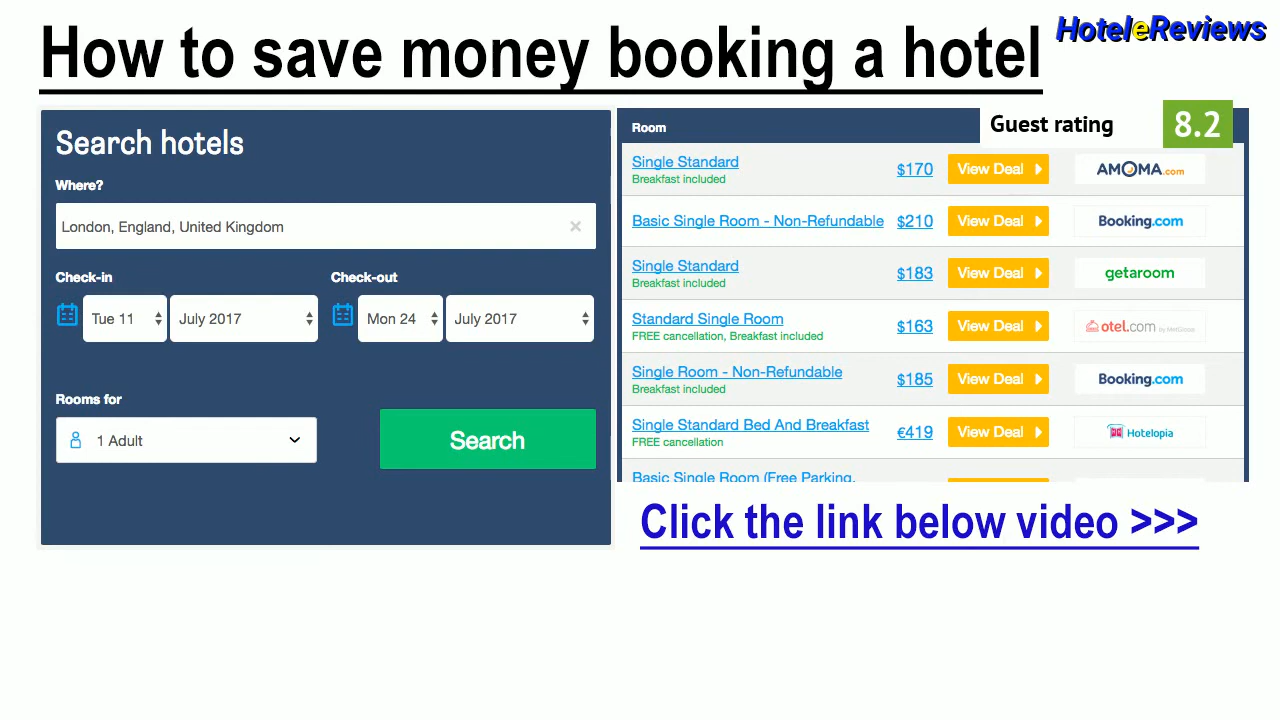 How to save money booking a hotel
HoteleReviews
Search hotels
Where?
London, England, United Kingdom
Check-in
Check-out
Tue 11
July 2017
Mon 24
July 2017
Rooms for
1 Adult
Search
Room
Guest rating
8.2
Single Standard
Breakfast included
$170
View Deal
AMOMA.com
Basic Single Room - Non-Refundable
$210
View Deal
Booking.com
Single Standard
Breakfast included
$183
View Deal
getaroom
Standard Single Room
FREE cancellation, Breakfast included
$163
View Deal
otel.com
Single Room - Non-Refundable
Breakfast included
$185
View Deal
Booking.com
Single Standard Bed And Breakfast
FREE cancellation
€419
View Deal
Hotelopia
Basic Single Room (Free Parking,
Click the link below video >>>